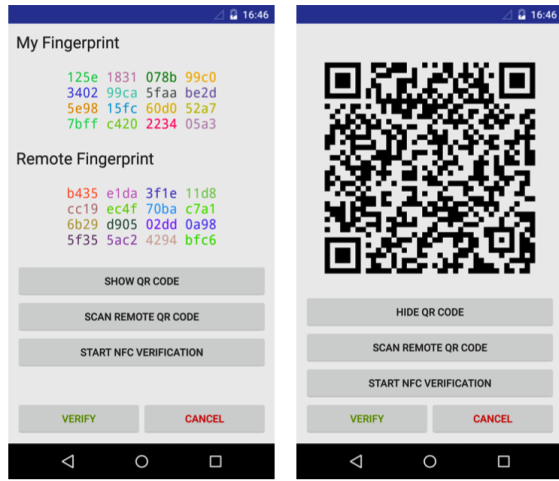 16:46
My Fingerprint
125e 1831 078b 99c0
3402 99ca 5faa be2d
5e98 15fc 60d0 52a7
7bff c420 2234 05a3
Remote Fingerprint
b435 e1da 3f1e 11d8
cc19 ec4f 70ba c7a1
6b29 d905 02dd 0a98
5f35 5ac2 4294 bfc6
SHOW QR CODE
SCAN REMOTE QR CODE
START NFC VERIFICATION
VERIFY CANCEL
16:46
HIDE QR CODE
SCAN REMOTE QR CODE
START NFC VERIFICATION
VERIFY CANCEL